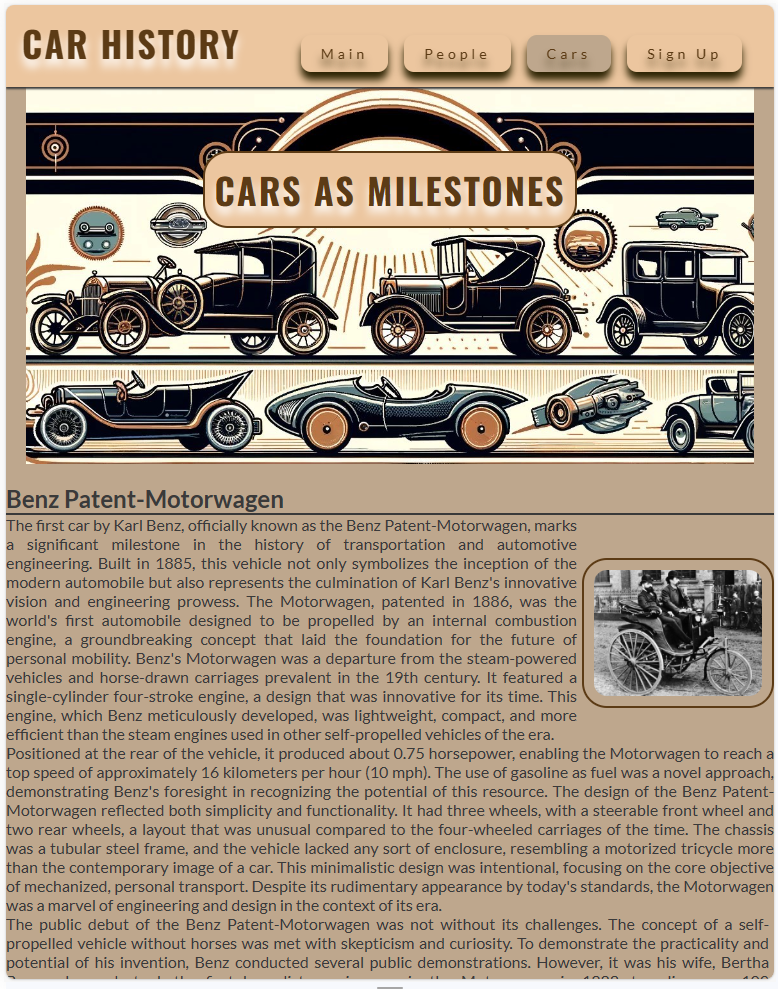 CAR HISTORY
Main
People
Cars
Sign Up
CARS AS MILESTONES
Benz Patent-Motorwagen
The first car by Karl Benz, officially known as the Benz Patent-Motorwagen, marks
a significant milestone in the history of transportation and automotive
engineering. Built in 1885, this vehicle not only symbolizes the inception of the
modern automobile but also represents the culmination of Karl Benz's innovative
vision and engineering prowess. The Motorwagen, patented in 1886, was the
world's first automobile designed to be propelled by an internal combustion
engine, a groundbreaking concept that laid the foundation for the future of
personal mobility. Benz's Motorwagen was a departure from the steam-powered
vehicles and horse-drawn carriages prevalent in the 19th century. It featured a
single-cylinder four-stroke engine, a design that was innovative for its time. This
engine, which Benz meticulously developed, was lightweight, compact, and more
efficient than the steam engines used in other self-propelled vehicles of the era.
Positioned at the rear of the vehicle, it produced about 0.75 horsepower, enabling the Motorwagen to reach a
top speed of approximately 16 kilometers per hour (10 mph). The use of gasoline as fuel was a novel approach,
demonstrating Benz's foresight in recognizing the potential of this resource. The design of the Benz Patent-
Motorwagen reflected both simplicity and functionality. It had three wheels, with a steerable front wheel and
two rear wheels, a layout that was unusual compared to the four-wheeled carriages of the time. The chassis
was a tubular steel frame, and the vehicle lacked any sort of enclosure, resembling a motorized tricycle more
than the contemporary image of a car. This minimalistic design was intentional, focusing on the core objective
of mechanized, personal transport. Despite its rudimentary appearance by today's standards, the Motorwagen
was a marvel of engineering and design in the context of its era.
The public debut of the Benz Patent-Motorwagen was not without its challenges. The concept of a self-
propelled vehicle without horses was met with skepticism and curiosity. To demonstrate the practicality and
potential of his invention, Benz conducted several public demonstrations. However, it was his wife, Bertha